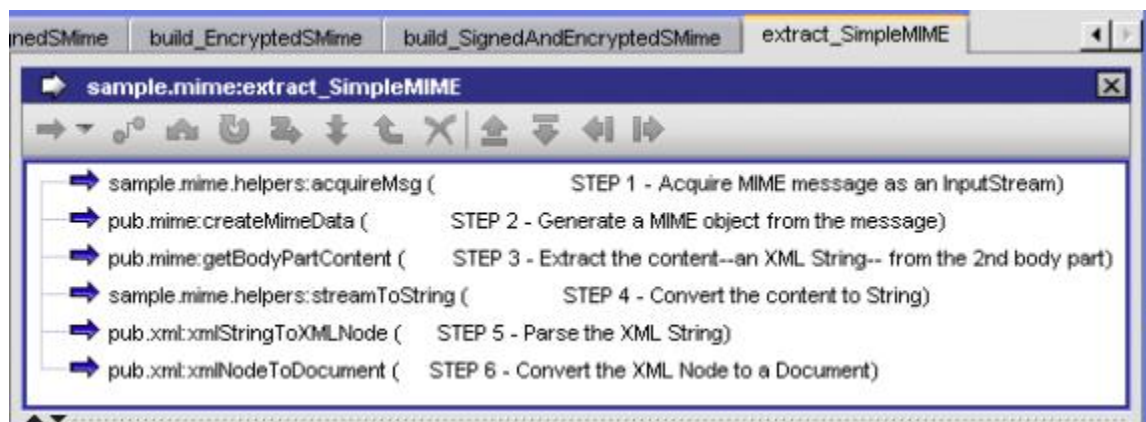 nedSMime build_EncryptedSMime build_SignedAndEncryptedSMime extract_SimpleMIME
sample.mime:extract_SimpleMIME
sample.mime.helpers:acquireMsg ( STEP 1 - Acquire MIME message as an InputStream)
pub.mime:createMimeData ( STEP 2 - Generate a MIME object from the message)
pub.mime:getBodyPartContent ( STEP 3 - Extract the content--an XML String-- from the 2nd body part)
sample.mime.helpers:streamToString ( STEP 4 - Convert the content to String)
pub.xml:xmlStringToXMLNode ( STEP 5 - Parse the XML String)
pub.xml:xmlNodeToDocument ( STEP 6 - Convert the XML Node to a Document)